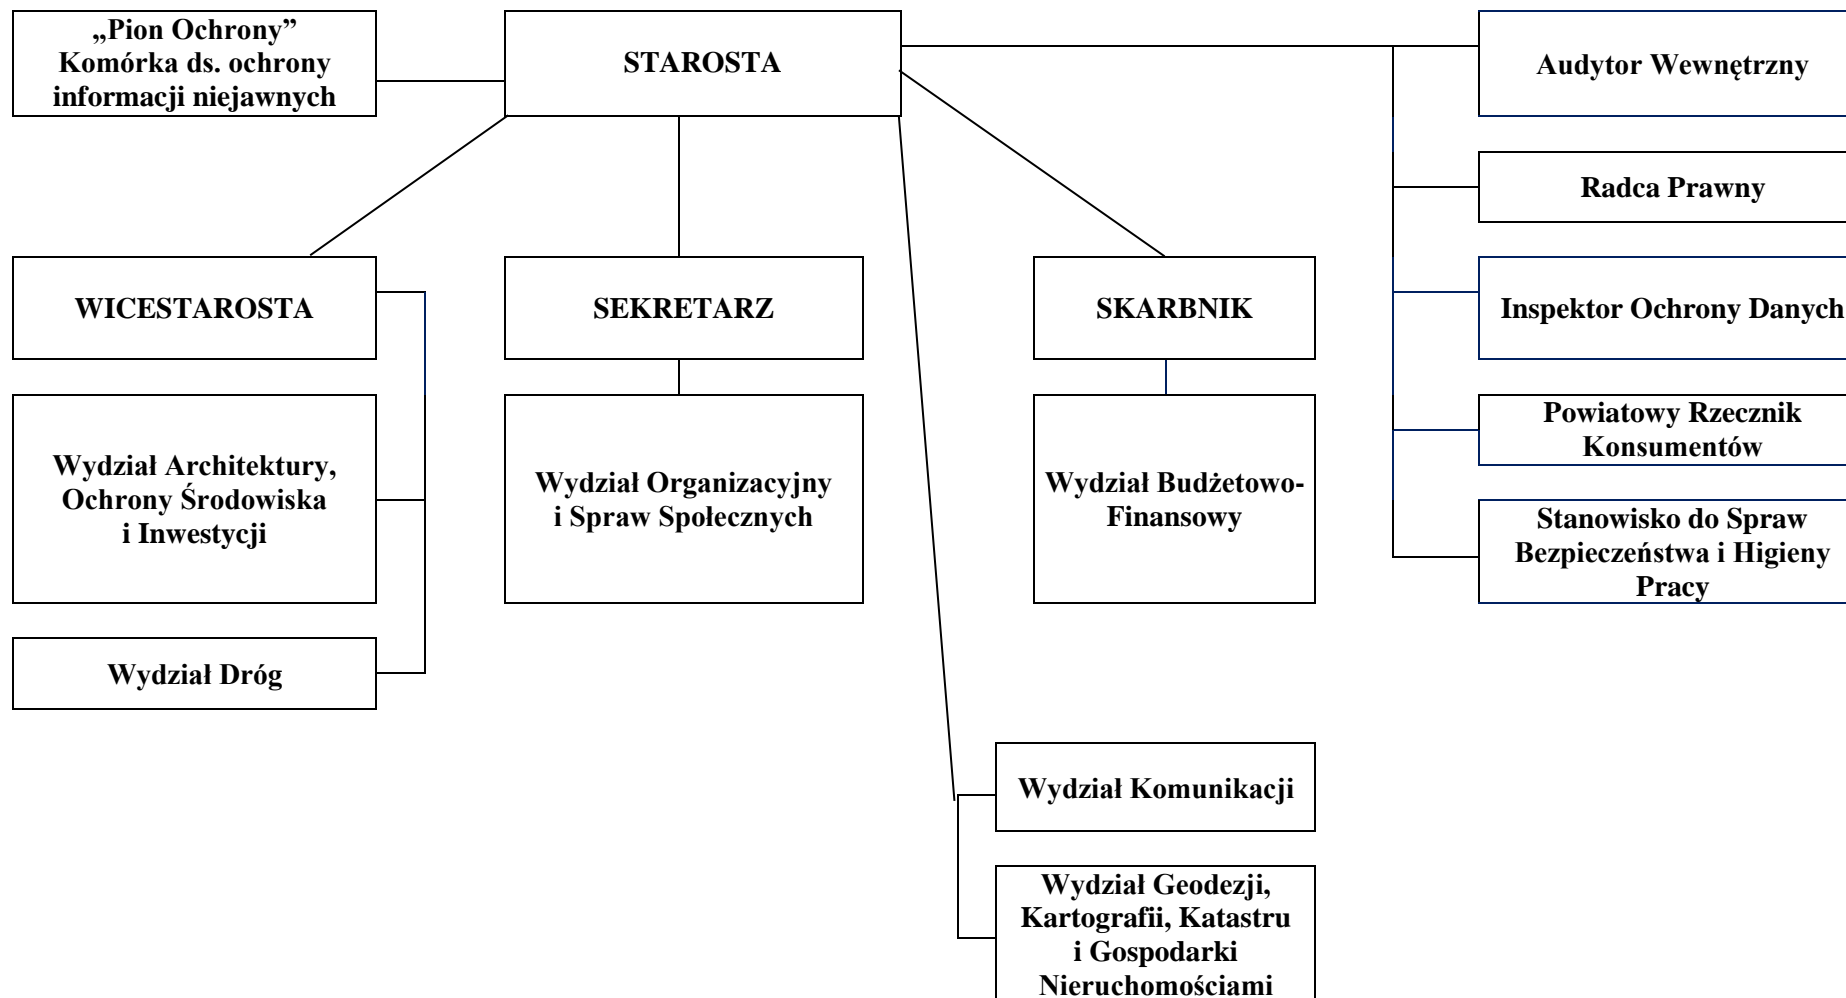 „Pion Ochrony”
Komórka ds. ochrony
informacji niejawnych
STAROSTA
Audytor Wewnętrzny
Radca Prawny
WICESTAROSTA
SEKRETARZ
SKARBNIK
Inspektor Ochrony Danych
Wydział Architektury,
Ochrony Środowiska
i Inwestycji
Wydział Organizacyjny
i Spraw Społecznych
Wydział Budżetowo-
Finansowy
Powiatowy Rzecznik
Konsumentów
Stanowisko do Spraw
Bezpieczeństwa i Higieny
Pracy
Wydział Dróg
Wydział Komunikacji
Wydział Geodezji,
Kartografii, Katastru
i Gospodarki
Nieruchomościami